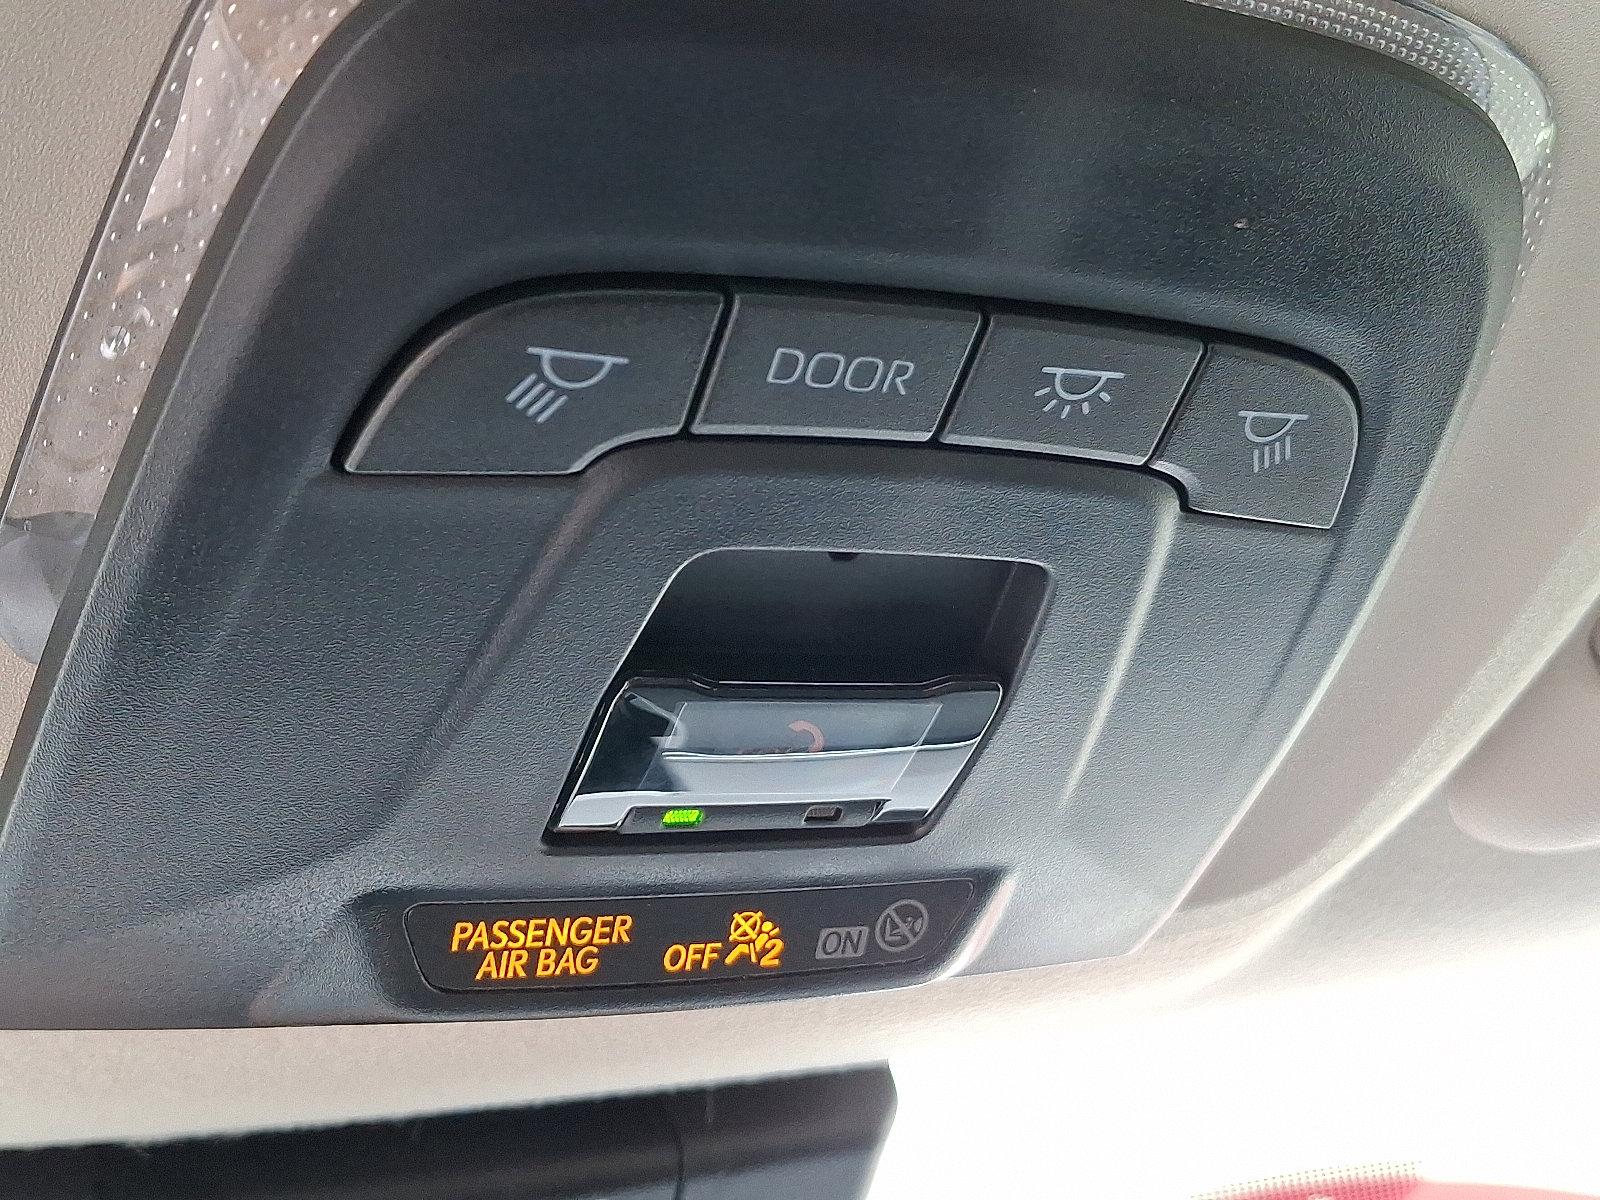 DOOR
PASSENGER
AIR BAG
OFF 2
ON